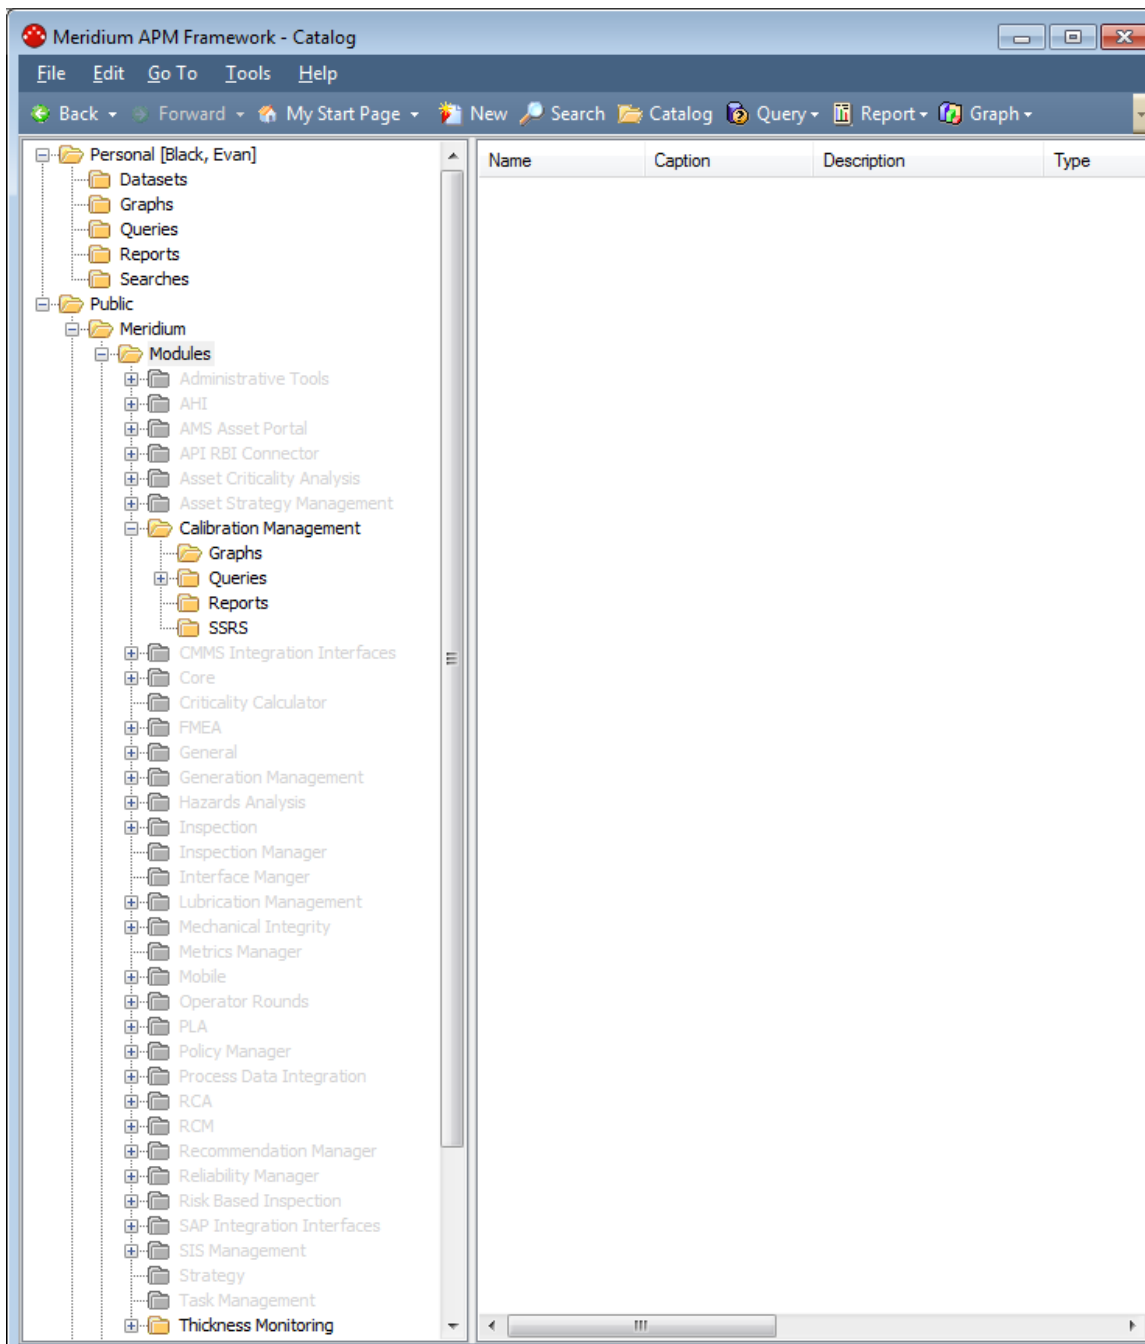 Meridium APM Framework - Catalog
File Edit Go To Tools Help
Back Forward My Start Page New Search Catalog Query Report Graph
Name Caption Description Type
Personal [Black, Evan]
Datasets
Graphs
Queries
Reports
Searches
Public
Meridium
Modules
Administrative Tools
AHI
AMS Asset Portal
API RBI Connector
Asset Criticality Analysis
Asset Strategy Management
Calibration Management
Graphs
Queries
Reports
SSRS
CMMS Integration Interfaces
Core
Criticality Calculator
FMEA
General
Generation Management
Hazards Analysis
Inspection
Inspection Manager
Interface Manger
Lubrication Management
Mechanical Integrity
Metrics Manager
Mobile
Operator Rounds
PLA
Policy Manager
Process Data Integration
RCA
RCM
Recommendation Manager
Reliability Manager
Risk Based Inspection
SAP Integration Interfaces
SIS Management
Strategy
Task Management
Thickness Monitoring